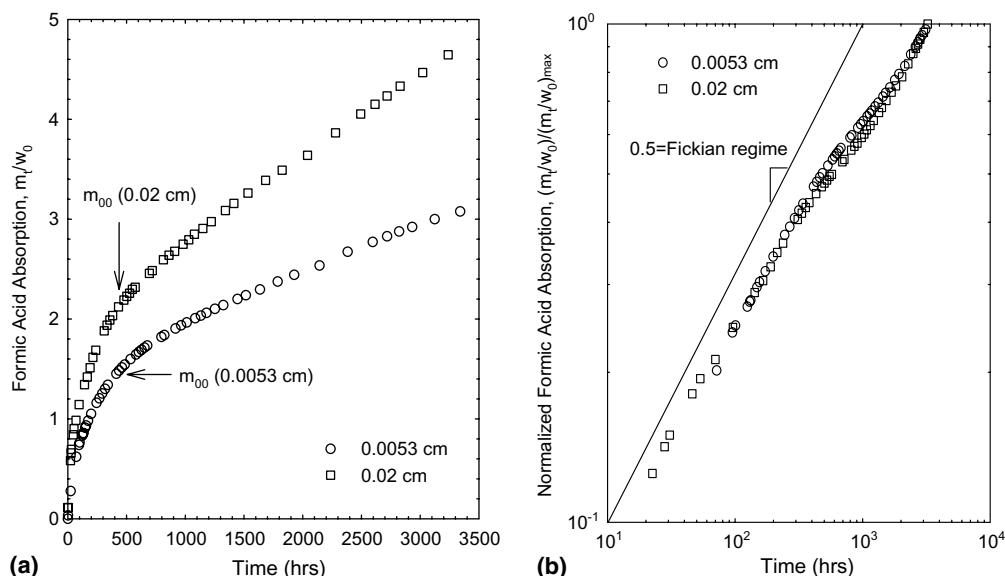 Formic Acid Absorption, m_t/w_0
5
4
3
2
1
0
m_00 (0.02 cm)
m_00 (0.0053 cm)
0.0053 cm
0.02 cm
0 500 1000 1500 2000 2500 3000 3500
(a)
Time (hrs)
Normalized Formic Acid Absorption, (m_t/w_0)/(m_t/w_0)_max
10^0
10^-1
0.0053 cm
0.02 cm
0.5=Fickian regime
10^1 10^2 10^3 10^4
(b)
Time (hrs)